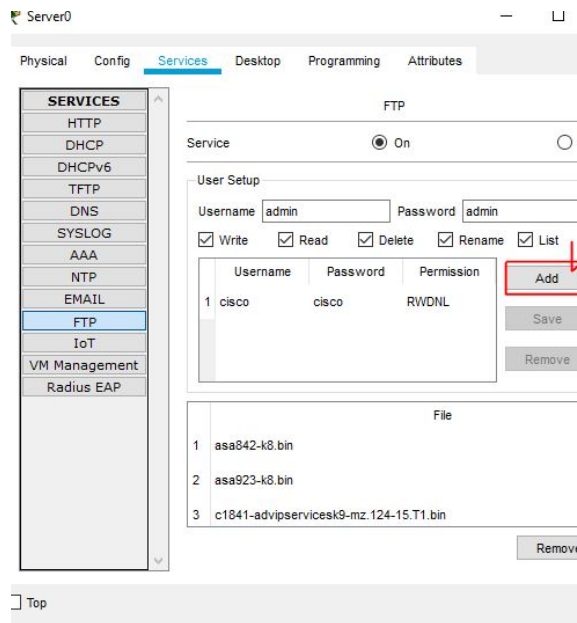 Server0
Physical Config Services Desktop Programming Attributes
SERVICES
HTTP
DHCP
DHCPv6
TFTP
DNS
SYSLOG
AAA
NTP
EMAIL
FTP
IoT
VM Management
Radius EAP
FTP
Service On
User Setup
Username admin Password admin
Write Read Delete Rename List
Username Password Permission
1 cisco cisco RWDNL
Add
Save
Remove
File
1 asa842-k8.bin
2 asa923-k8.bin
3 c1841-advipservicesk9-mz.124-15.T1.bin
Remove
Top